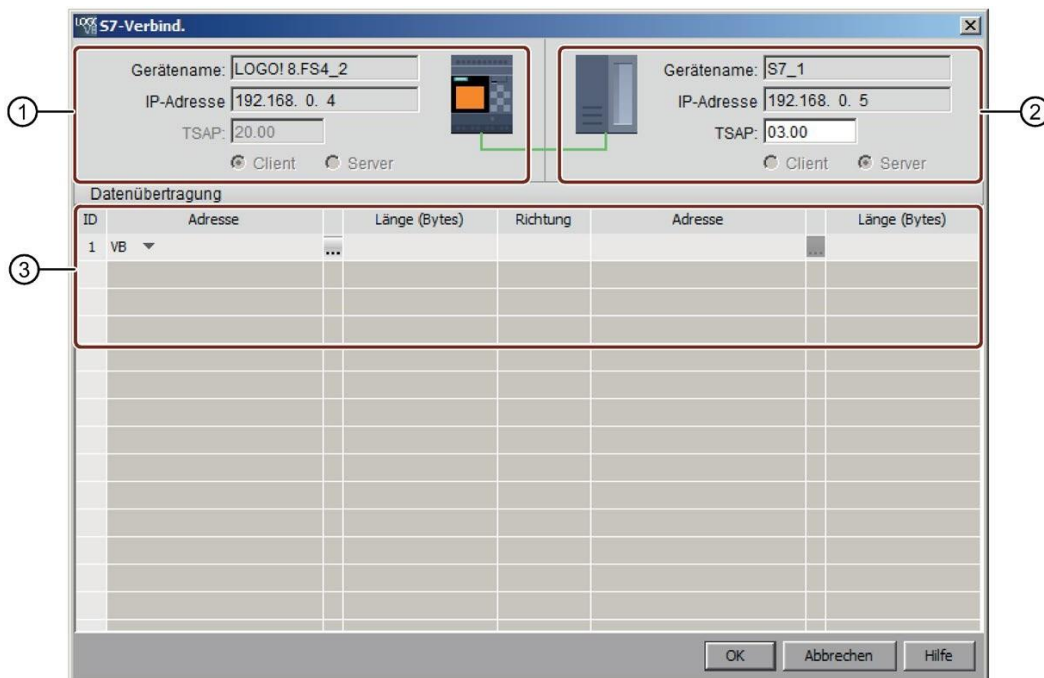 S7-Verbind.
Gerätename: LOGO! 8.FS4_2
IP-Adresse 192.168. 0. 4
TSAP: 20.00
Client Server
Gerätename: S7_1
IP-Adresse 192.168. 0. 5
TSAP: 03.00
Client Server
1
2
Datenübertragung
ID Adresse Länge (Bytes) Richtung Adresse Länge (Bytes)
1 VB ... ...
3
OK Abbrechen Hilfe